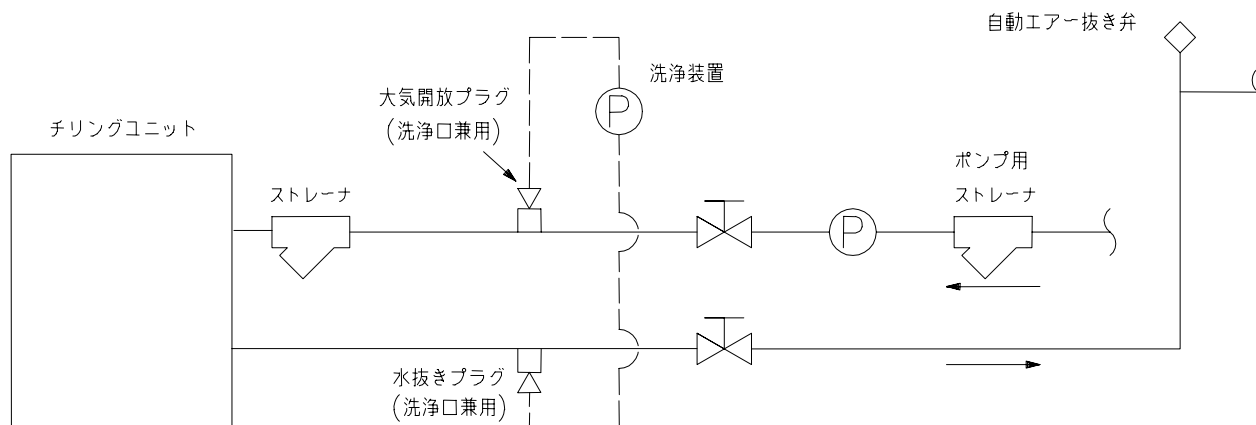 自動エアー抜き弁
洗浄装置
大気開放プラグ
(洗浄口兼用)
P
チリングユニット
ポンプ用
ストレーナ
ストレーナ
P
水抜きプラグ
(洗浄口兼用)